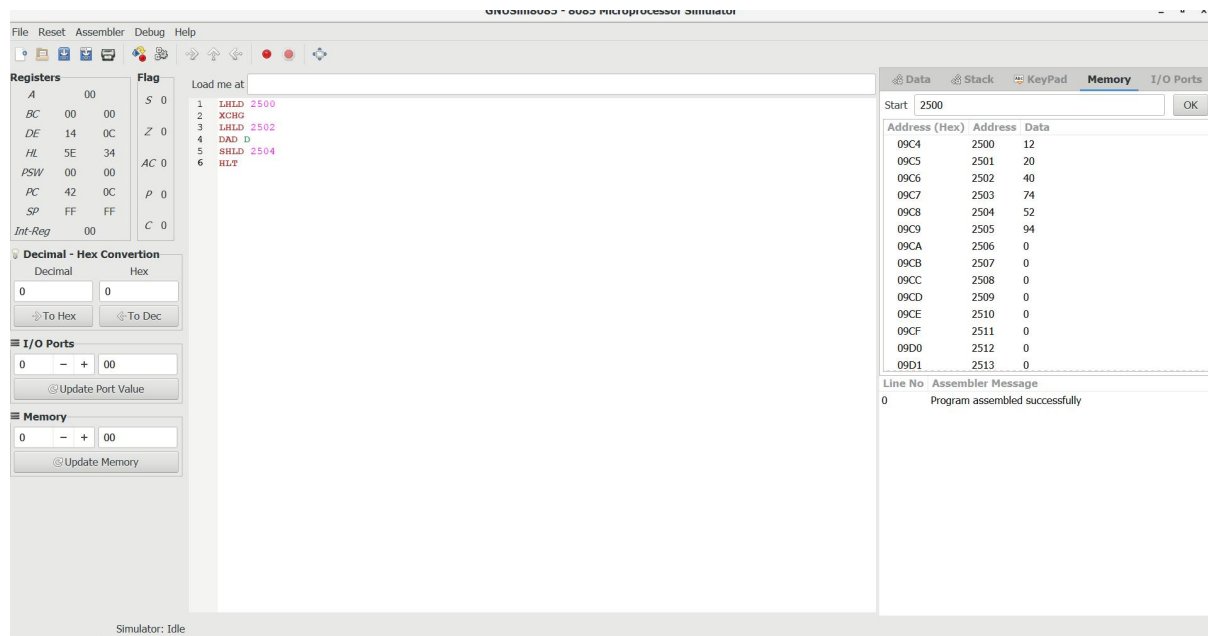 GNUSim8085 - 8085 Microprocessor Simulator
File Reset Assembler Debug Help
Registers
A 00
BC 00 00
DE 14 0C
HL 5E 34
PSW 00 00
PC 42 0C
SP FF FF
Int-Reg 00
Flag
S 0
Z 0
AC 0
P 0
C 0
Decimal - Hex Convertion
Decimal Hex
0 0
To Hex To Dec
I/O Ports
0 − + 00
Update Port Value
Memory
0 − + 00
Update Memory
Load me at
1 LHLD 2500
2 XCHG
3 LHLD 2502
4 DAD D
5 SHLD 2504
6 HLT
Data Stack KeyPad Memory I/O Ports
Start 2500 OK
Address (Hex) Address Data
09C4 2500 12
09C5 2501 20
09C6 2502 40
09C7 2503 74
09C8 2504 52
09C9 2505 94
09CA 2506 0
09CB 2507 0
09CC 2508 0
09CD 2509 0
09CE 2510 0
09CF 2511 0
09D0 2512 0
09D1 2513 0
Line No Assembler Message
0 Program assembled successfully
Simulator: Idle